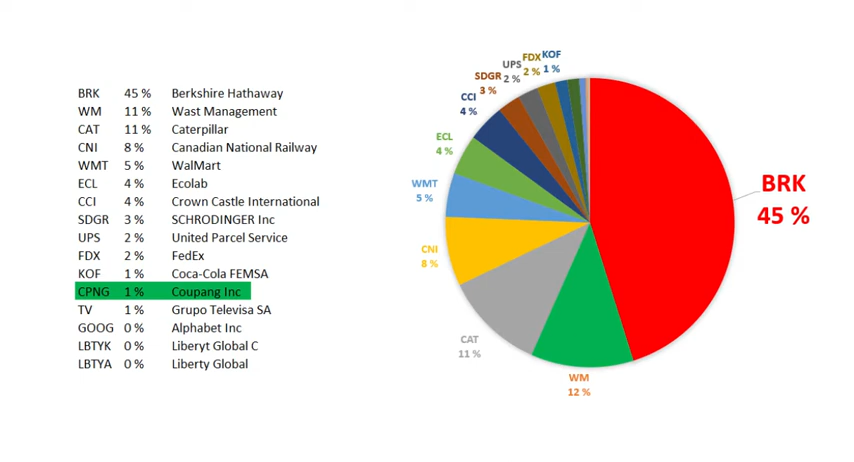 BRK 45 % Berkshire Hathaway
WM 11 % Wast Management
CAT 11 % Caterpillar
CNI 8 % Canadian National Railway
WMT 5 % WalMart
ECL 4 % Ecolab
CCI 4 % Crown Castle International
SDGR 3 % SCHRODINGER Inc
UPS 2 % United Parcel Service
FDX 2 % FedEx
KOF 1 % Coca-Cola FEMSA
CPNG 1 % Coupang Inc
TV 1 % Grupo Televisa SA
GOOG 0 % Alphabet Inc
LBTYK 0 % Liberyt Global C
LBTYA 0 % Liberty Global
KOF
1 %
FDX
2 %
UPS
2 %
SDGR
3 %
CCI
4 %
ECL
4 %
WMT
5 %
CNI
8 %
CAT
11 %
WM
12 %
BRK
45 %